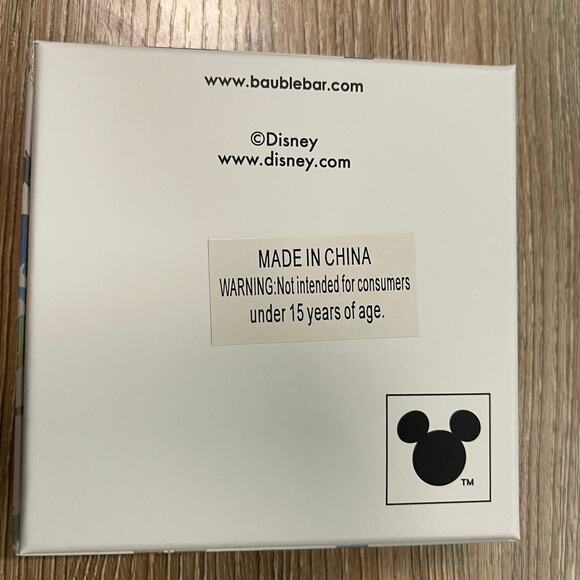 www.baublebar.com
©Disney
www.disney.com
MADE IN CHINA
WARNING:Not intended for consumers
under 15 years of age.
TM